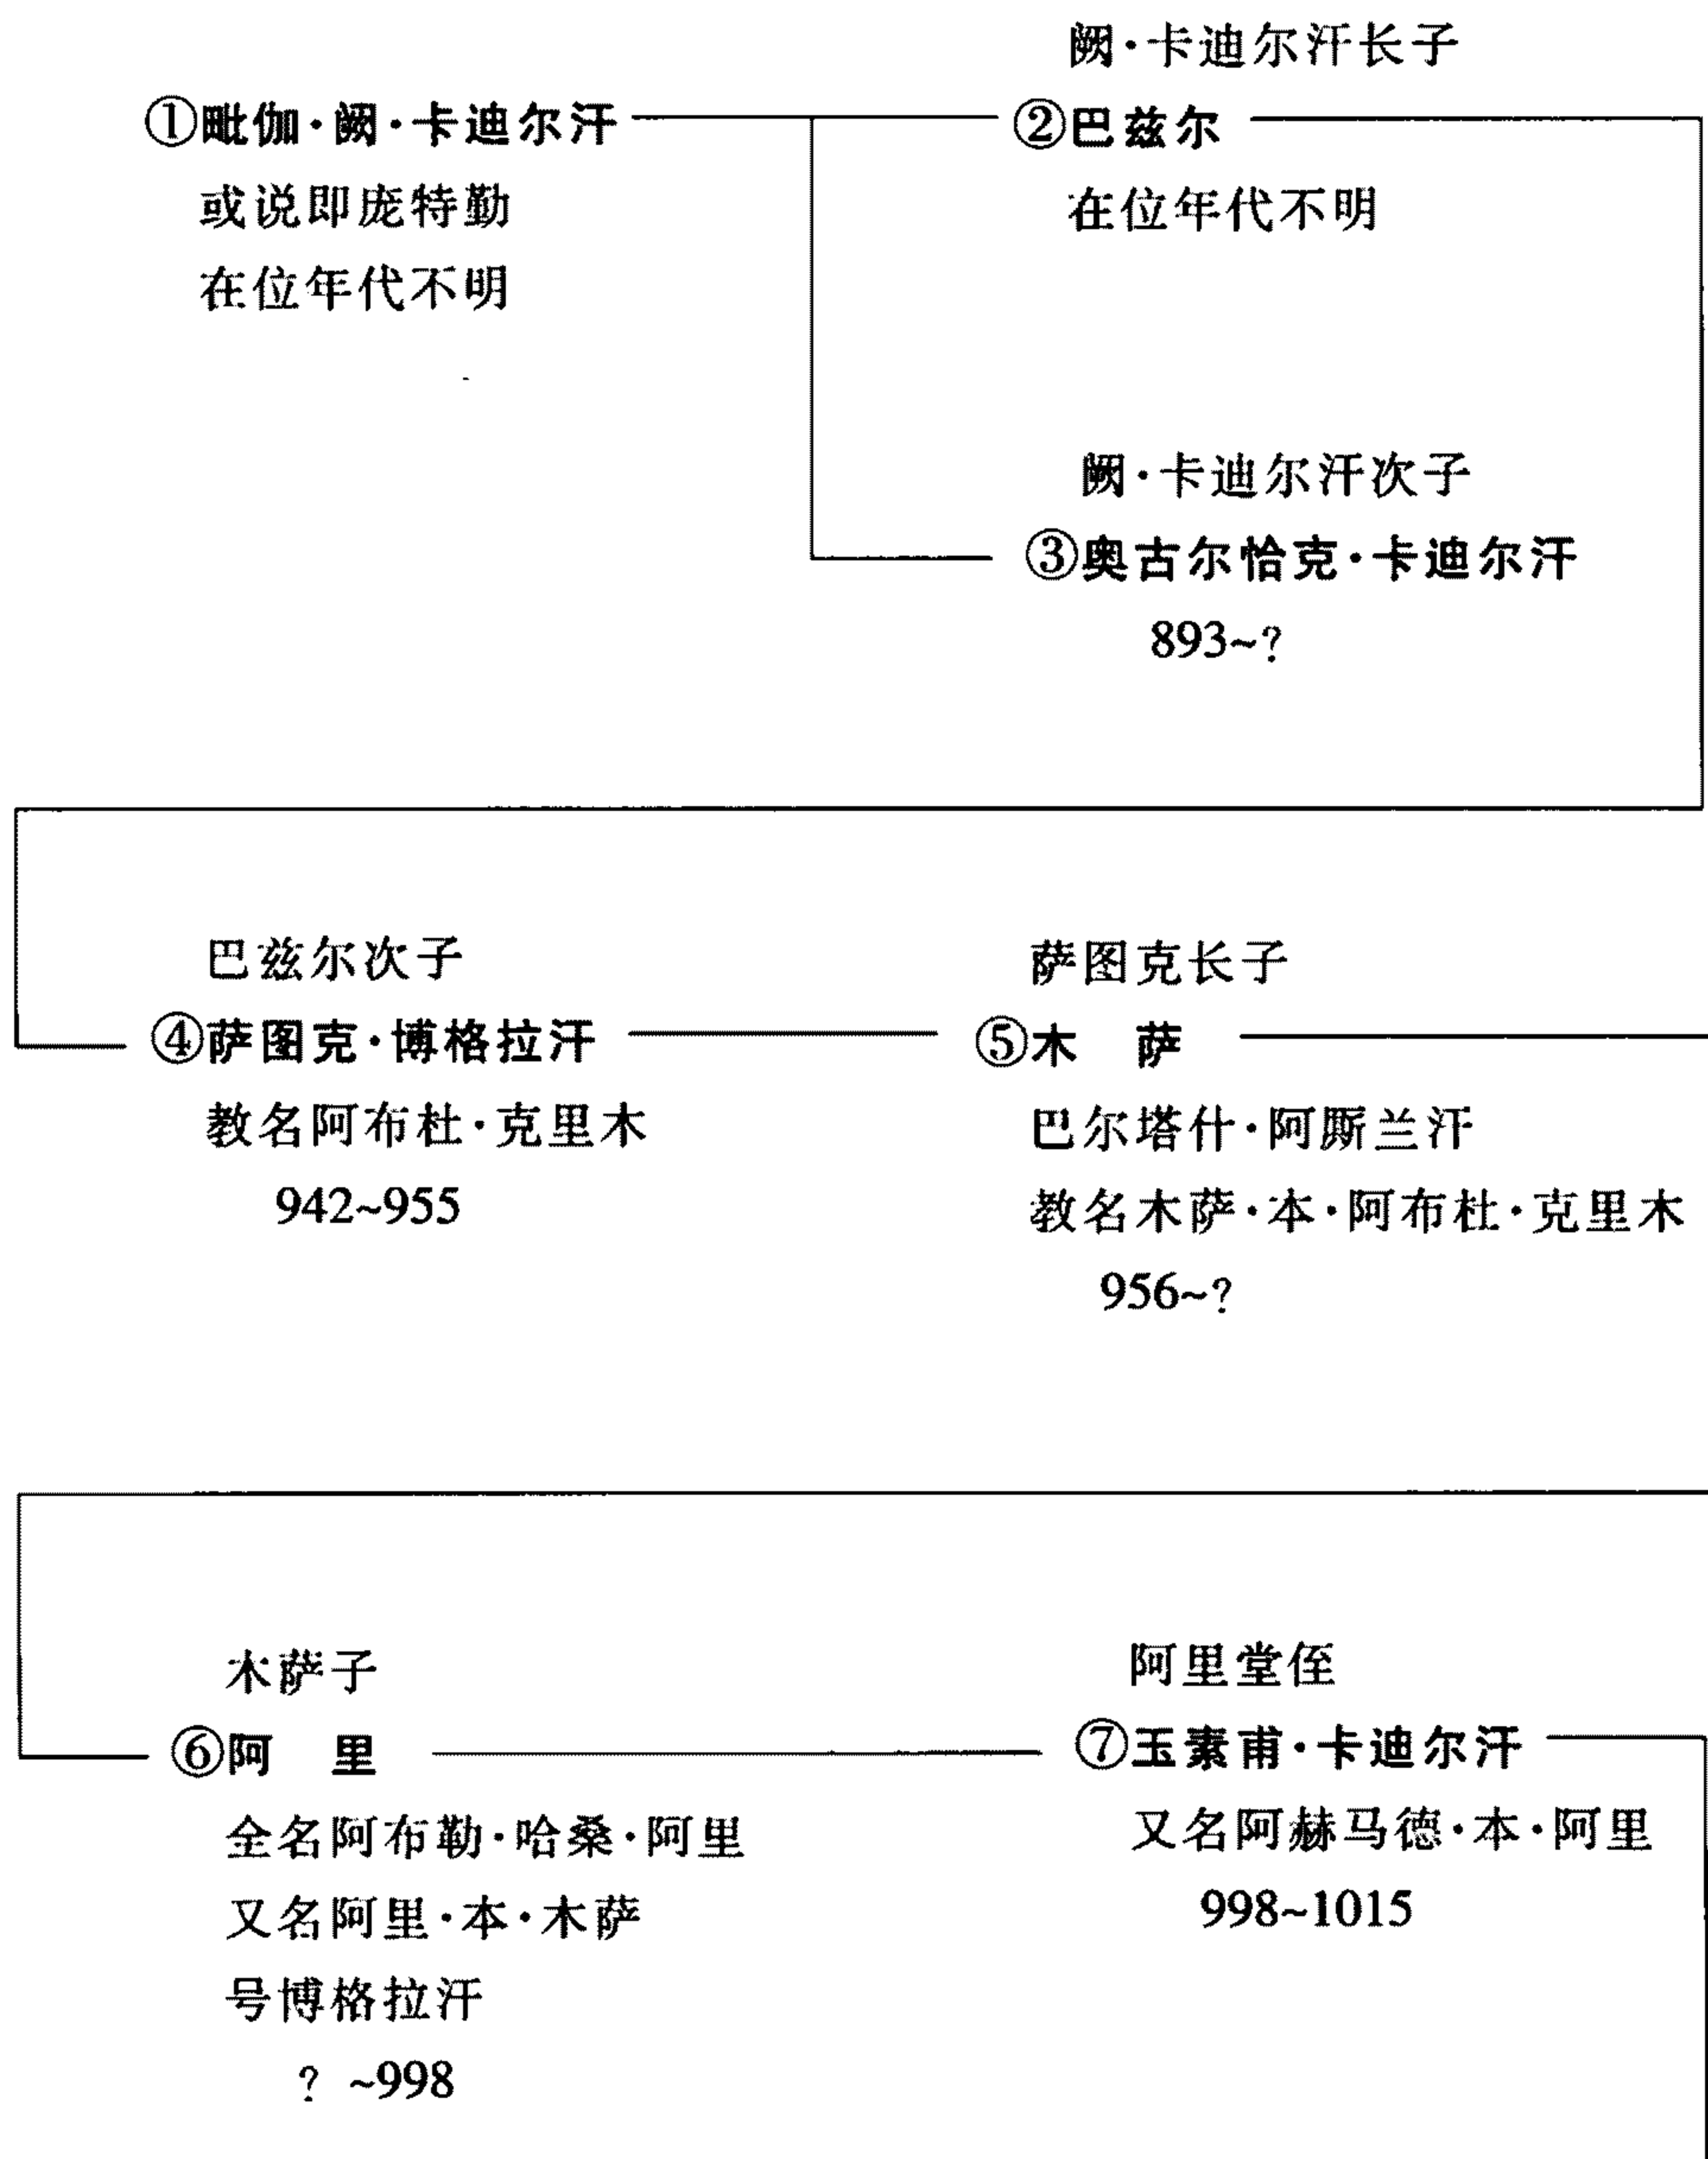 阙·卡迪尔汗长子
①毗伽·阙·卡迪尔汗
②巴兹尔
或说即庞特勤
在位年代不明
在位年代不明
阙·卡迪尔汗次子
③奥古尔恰克·卡迪尔汗
893~?
巴兹尔次子
④萨图克·博格拉汗
教名阿布杜·克里木
942~955
萨图克长子
⑤木 萨
巴尔塔什·阿厮兰汗
教名木萨·本·阿布杜·克里木
956~?
木萨子
⑥阿 里
全名阿布勒·哈桑·阿里
又名阿里·本·木萨
号博格拉汗
? ~998
阿里堂侄
⑦玉素甫·卡迪尔汗
又名阿赫马德·本·阿里
998~1015